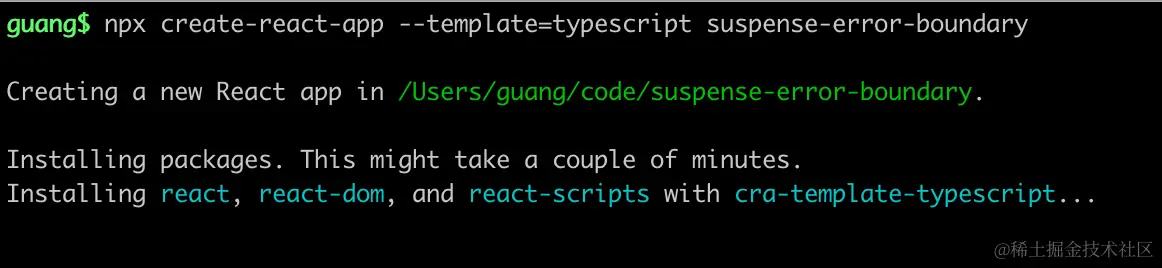 guang$ npx create-react-app --template=typescript suspense-error-boundary
Creating a new React app in /Users/guang/code/suspense-error-boundary.
Installing packages. This might take a couple of minutes.
Installing react, react-dom, and react-scripts with cra-template-typescript...
@稀土掘金技术社区